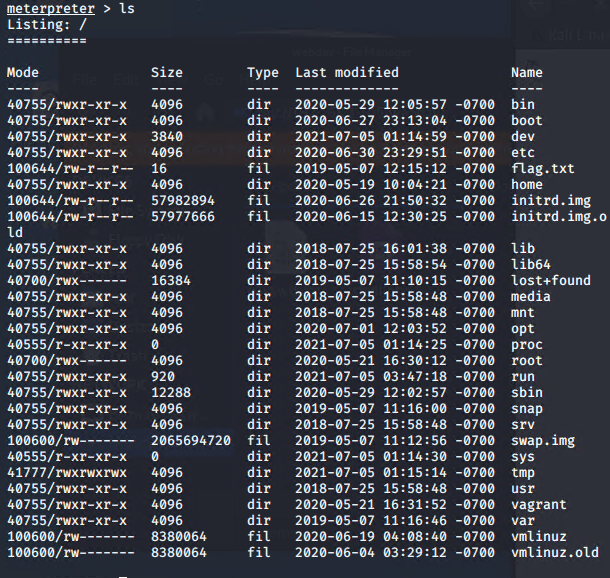 meterpreter > ls
Listing: /
==========

Mode              Size        Type  Last modified              Name
----              ----        ----  -------------              ----
40755/rwxr-xr-x   4096        dir   2020-05-29 12:05:57 -0700  bin
40755/rwxr-xr-x   4096        dir   2020-06-27 23:13:04 -0700  boot
40755/rwxr-xr-x   3840        dir   2021-07-05 01:14:59 -0700  dev
40755/rwxr-xr-x   4096        dir   2020-06-30 23:29:51 -0700  etc
100644/rw-r--r--  16          fil   2019-05-07 12:15:12 -0700  flag.txt
40755/rwxr-xr-x   4096        dir   2020-05-19 10:04:21 -0700  home
100644/rw-r--r--  57982894    fil   2020-06-26 21:50:32 -0700  initrd.img
100644/rw-r--r--  57977666    fil   2020-06-15 12:30:25 -0700  initrd.img.o
ld
40755/rwxr-xr-x   4096        dir   2018-07-25 16:01:38 -0700  lib
40755/rwxr-xr-x   4096        dir   2018-07-25 15:58:54 -0700  lib64
40700/rwx------   16384       dir   2019-05-07 11:10:15 -0700  lost+found
40755/rwxr-xr-x   4096        dir   2018-07-25 15:58:48 -0700  media
40755/rwxr-xr-x   4096        dir   2018-07-25 15:58:48 -0700  mnt
40755/rwxr-xr-x   4096        dir   2020-07-01 12:03:52 -0700  opt
40555/r-xr-xr-x   0           dir   2021-07-05 01:14:25 -0700  proc
40700/rwx------   4096        dir   2020-05-21 16:30:12 -0700  root
40755/rwxr-xr-x   920         dir   2021-07-05 03:47:18 -0700  run
40755/rwxr-xr-x   12288       dir   2020-05-29 12:02:57 -0700  sbin
40755/rwxr-xr-x   4096        dir   2019-05-07 11:16:00 -0700  snap
40755/rwxr-xr-x   4096        dir   2018-07-25 15:58:48 -0700  srv
100600/rw-------  2065694720  fil   2019-05-07 11:12:56 -0700  swap.img
40555/r-xr-xr-x   0           dir   2021-07-05 01:14:30 -0700  sys
41777/rwxrwxrwx   4096        dir   2021-07-05 01:15:14 -0700  tmp
40755/rwxr-xr-x   4096        dir   2018-07-25 15:58:48 -0700  usr
40755/rwxr-xr-x   4096        dir   2020-05-21 16:31:52 -0700  vagrant
40755/rwxr-xr-x   4096        dir   2019-05-07 11:16:46 -0700  var
100600/rw-------  8380064     fil   2020-06-19 04:08:40 -0700  vmlinuz
100600/rw-------  8380064     fil   2020-06-04 03:29:12 -0700  vmlinuz.old